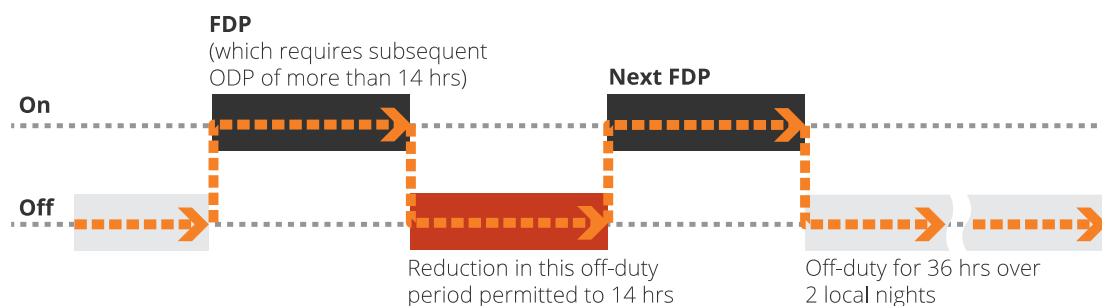 FDP
(which requires subsequent
ODP of more than 14 hrs)
Next FDP
On
Off
Reduction in this off-duty
period permitted to 14 hrs
Off-duty for 36 hrs over
2 local nights